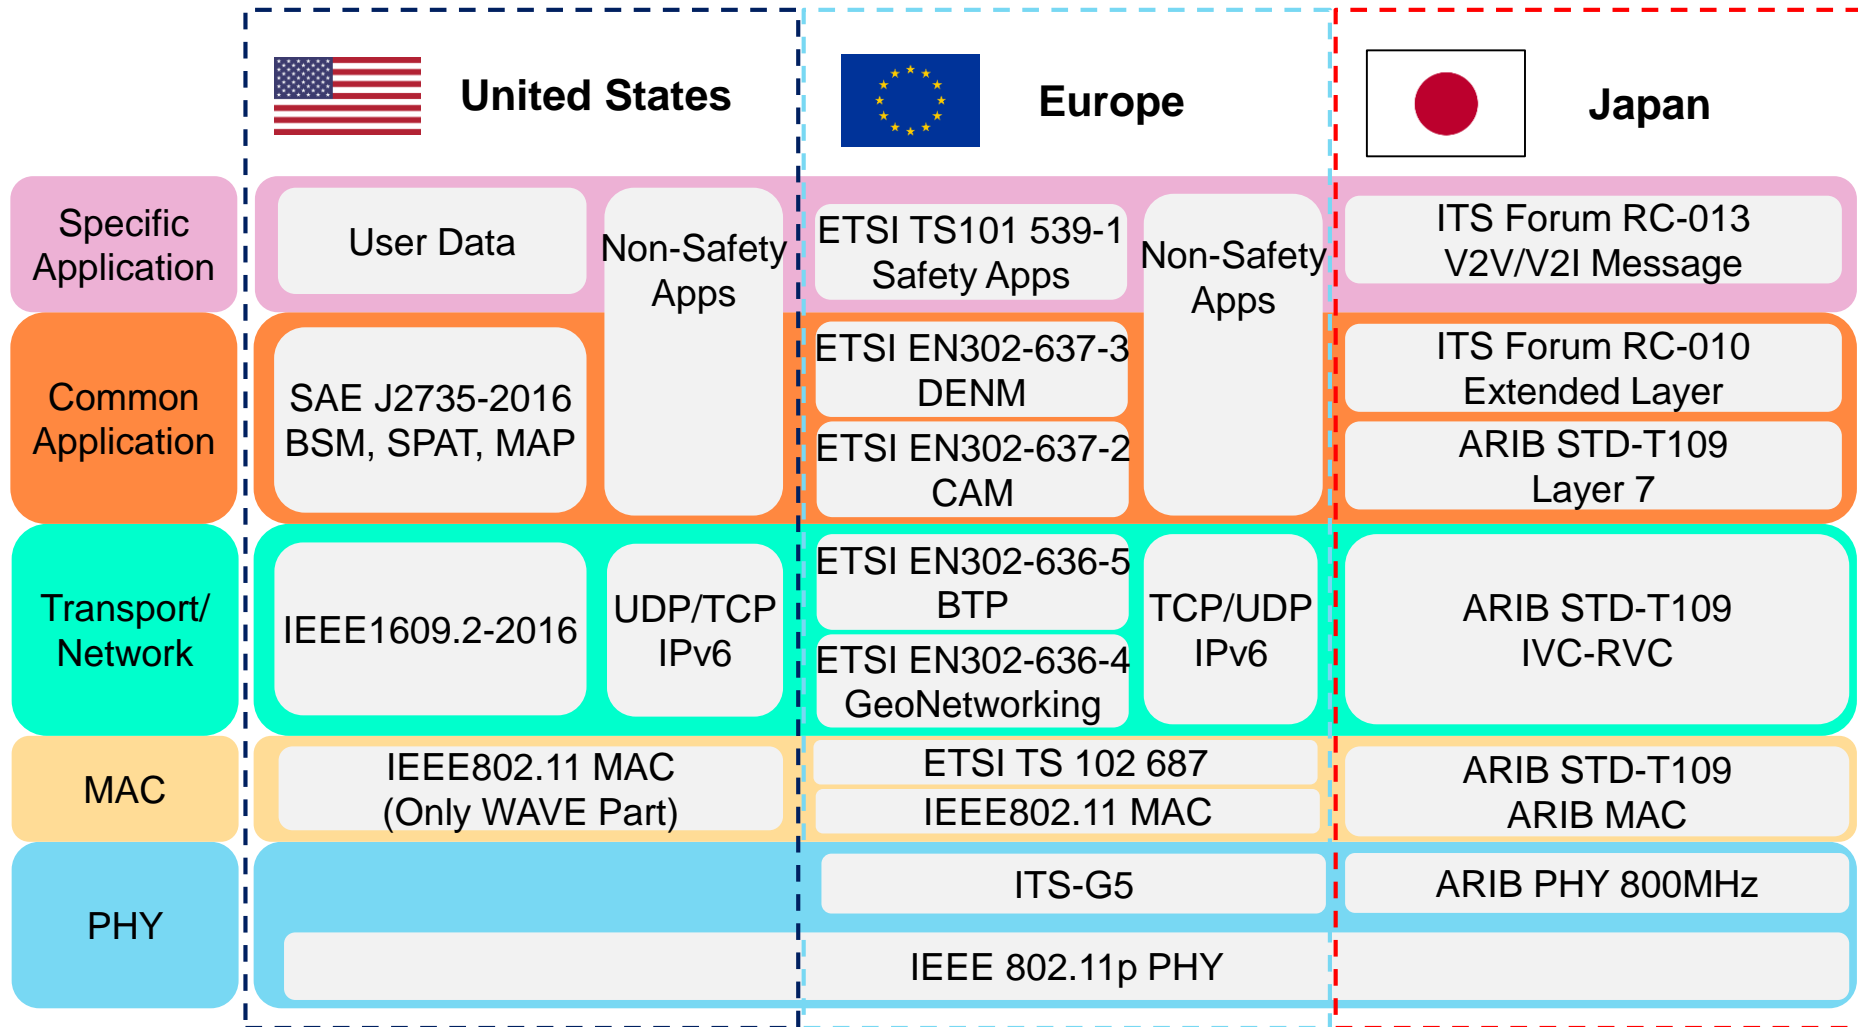 United States
Europe
Japan
Specific
Application
User Data
Non-Safety
Apps
ETSI TS101 539-1
Safety Apps
Non-Safety
Apps
ITS Forum RC-013
V2V/V2I Message
Common
Application
SAE J2735-2016
BSM, SPAT, MAP
ETSI EN302-637-3
DENM
ETSI EN302-637-2
CAM
ITS Forum RC-010
Extended Layer
ARIB STD-T109
Layer 7
Transport/
Network
IEEE1609.2-2016
UDP/TCP
IPv6
ETSI EN302-636-5
BTP
ETSI EN302-636-4
GeoNetworking
TCP/UDP
IPv6
ARIB STD-T109
IVC-RVC
MAC
IEEE802.11 MAC
(Only WAVE Part)
ETSI TS 102 687
IEEE802.11 MAC
ARIB STD-T109
ARIB MAC
PHY
ITS-G5
ARIB PHY 800MHz
IEEE 802.11p PHY